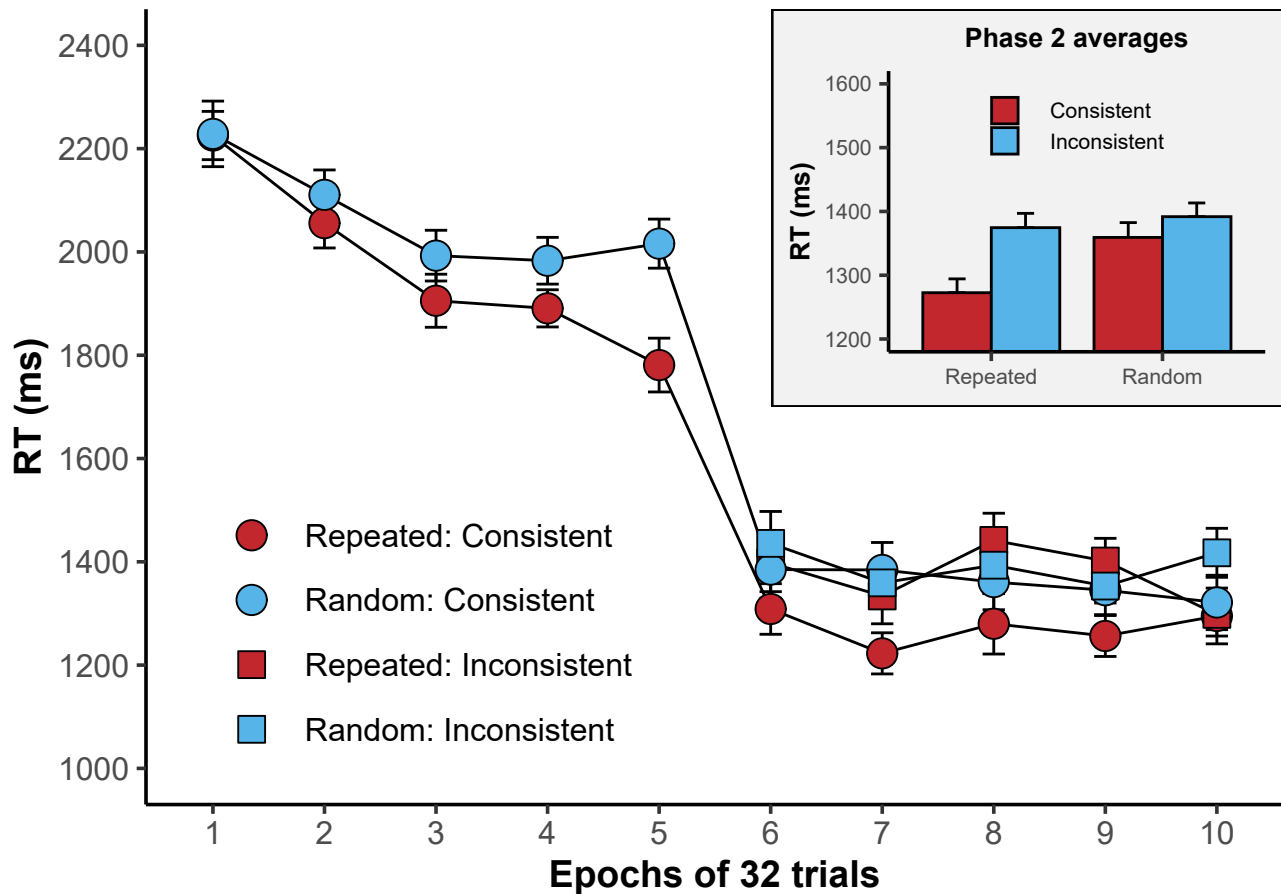 2400
2200
2000
1800
1600
1400
1200
1000
RT (ms)
1 2 3 4 5 6 7 8 9 10
Epochs of 32 trials
Repeated: Consistent
Random: Consistent
Repeated: Inconsistent
Random: Inconsistent
Phase 2 averages
1600
1500
1400
1300
1200
RT (ms)
Consistent
Inconsistent
Repeated Random